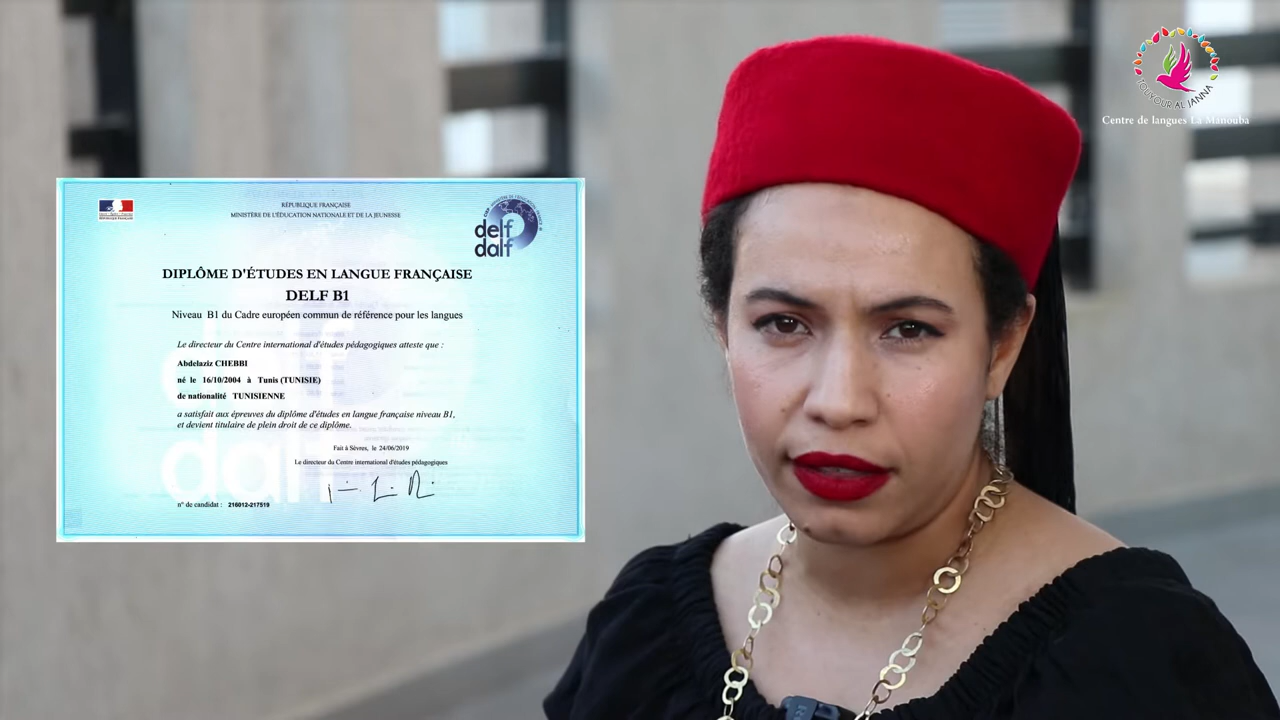 RÉPUBLIQUE FRANÇAISE
MINISTÈRE DE L'ÉDUCATION NATIONALE ET DE LA JEUNESSE
delf
dalf
DIPLÔME D'ÉTUDES EN LANGUE FRANÇAISE
DELF B1
Niveau B1 du Cadre européen commun de référence pour les langues
Le directeur du Centre international d'études pédagogiques atteste que :
Abdelaziz CHEBBI
né le 16/10/2004 à Tunis (TUNISIE)
de nationalité TUNISIENNE
a satisfait aux épreuves du diplôme d'études en langue française niveau B1,
et devient titulaire de plein droit de ce diplôme.
Fait à Sèvres, le 24/06/2019
Le directeur du Centre international d'études pédagogiques
n° de candidat : 216012-217519
TOUYOUR AL JANNA
Centre de langues La Manouba